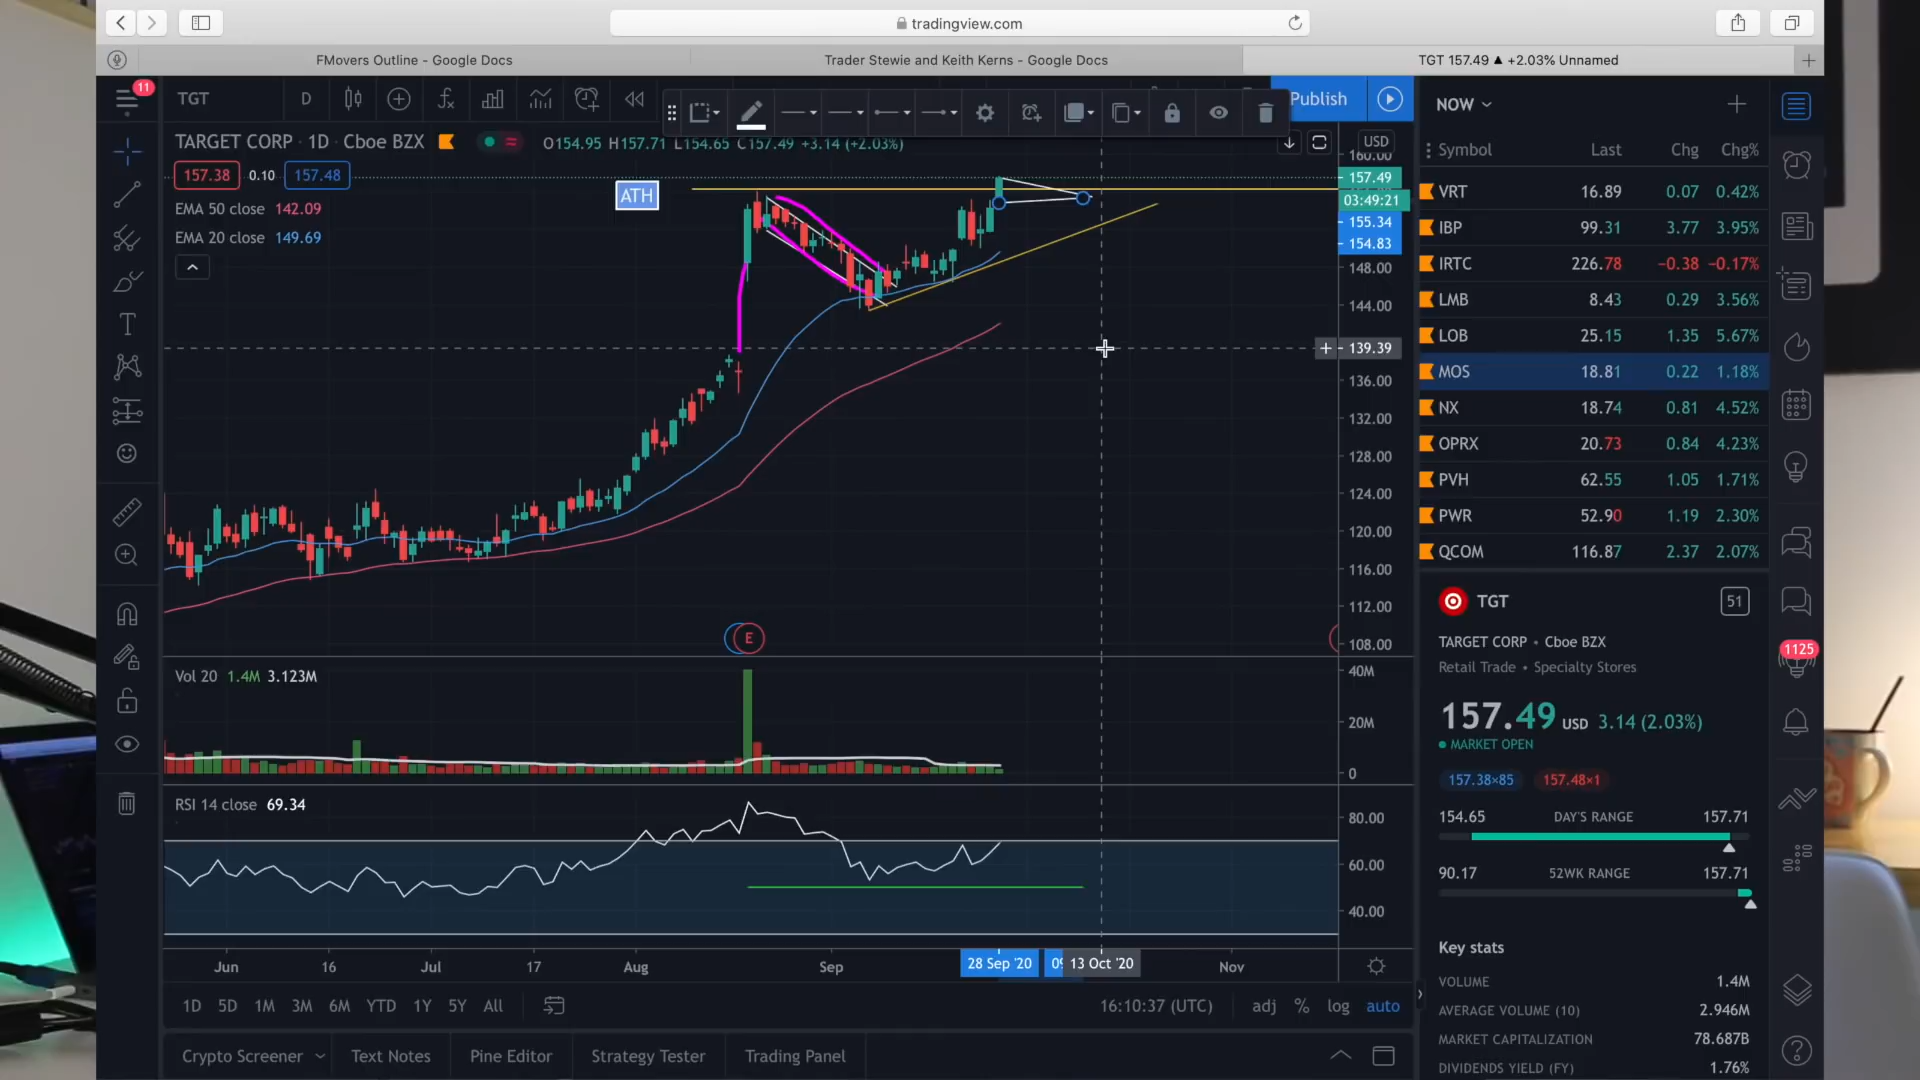 tradingview.com
FMovers Outline - Google Docs
Trader Stewie and Keith Kerns - Google Docs
TGT 157.49 ▲ +2.03% Unnamed
11
TGT
D
Publish
NOW
TARGET CORP · 1D · Cboe BZX
O154.95 H157.71 L154.65 C157.49 +3.14 (+2.03%)
USD
157.38
0.10
157.48
EMA 50 close 142.09
EMA 20 close 149.69
ATH
160.00
157.49
03:49:21
155.34
154.83
148.00
144.00
139.39
136.00
132.00
128.00
124.00
120.00
116.00
112.00
108.00
E
Vol 20 1.4M 3.123M
40M
20M
0
RSI 14 close 69.34
80.00
60.00
40.00
Jun
16
Jul
17
Aug
Sep
28 Sep '20
13 Oct '20
Nov
1D 5D 1M 3M 6M YTD 1Y 5Y All
16:10:37 (UTC)
adj % log auto
Crypto Screener
Text Notes
Pine Editor
Strategy Tester
Trading Panel
Symbol Last Chg Chg%
VRT 16.89 0.07 0.42%
IBP 99.31 3.77 3.95%
IRTC 226.78 −0.38 −0.17%
LMB 8.43 0.29 3.56%
LOB 25.15 1.35 5.67%
MOS 18.81 0.22 1.18%
NX 18.74 0.81 4.52%
OPRX 20.73 0.84 4.23%
PVH 62.55 1.05 1.71%
PWR 52.90 1.19 2.30%
QCOM 116.87 2.37 2.07%
TGT
51
TARGET CORP • Cboe BZX
Retail Trade • Specialty Stores
1125
157.49 USD 3.14 (2.03%)
MARKET OPEN
157.38×85
157.48×1
154.65 DAY'S RANGE 157.71
90.17 52WK RANGE 157.71
Key stats
VOLUME 1.4M
AVERAGE VOLUME (10) 2.946M
MARKET CAPITALIZATION 78.687B
DIVIDENDS YIELD (FY) 1.76%